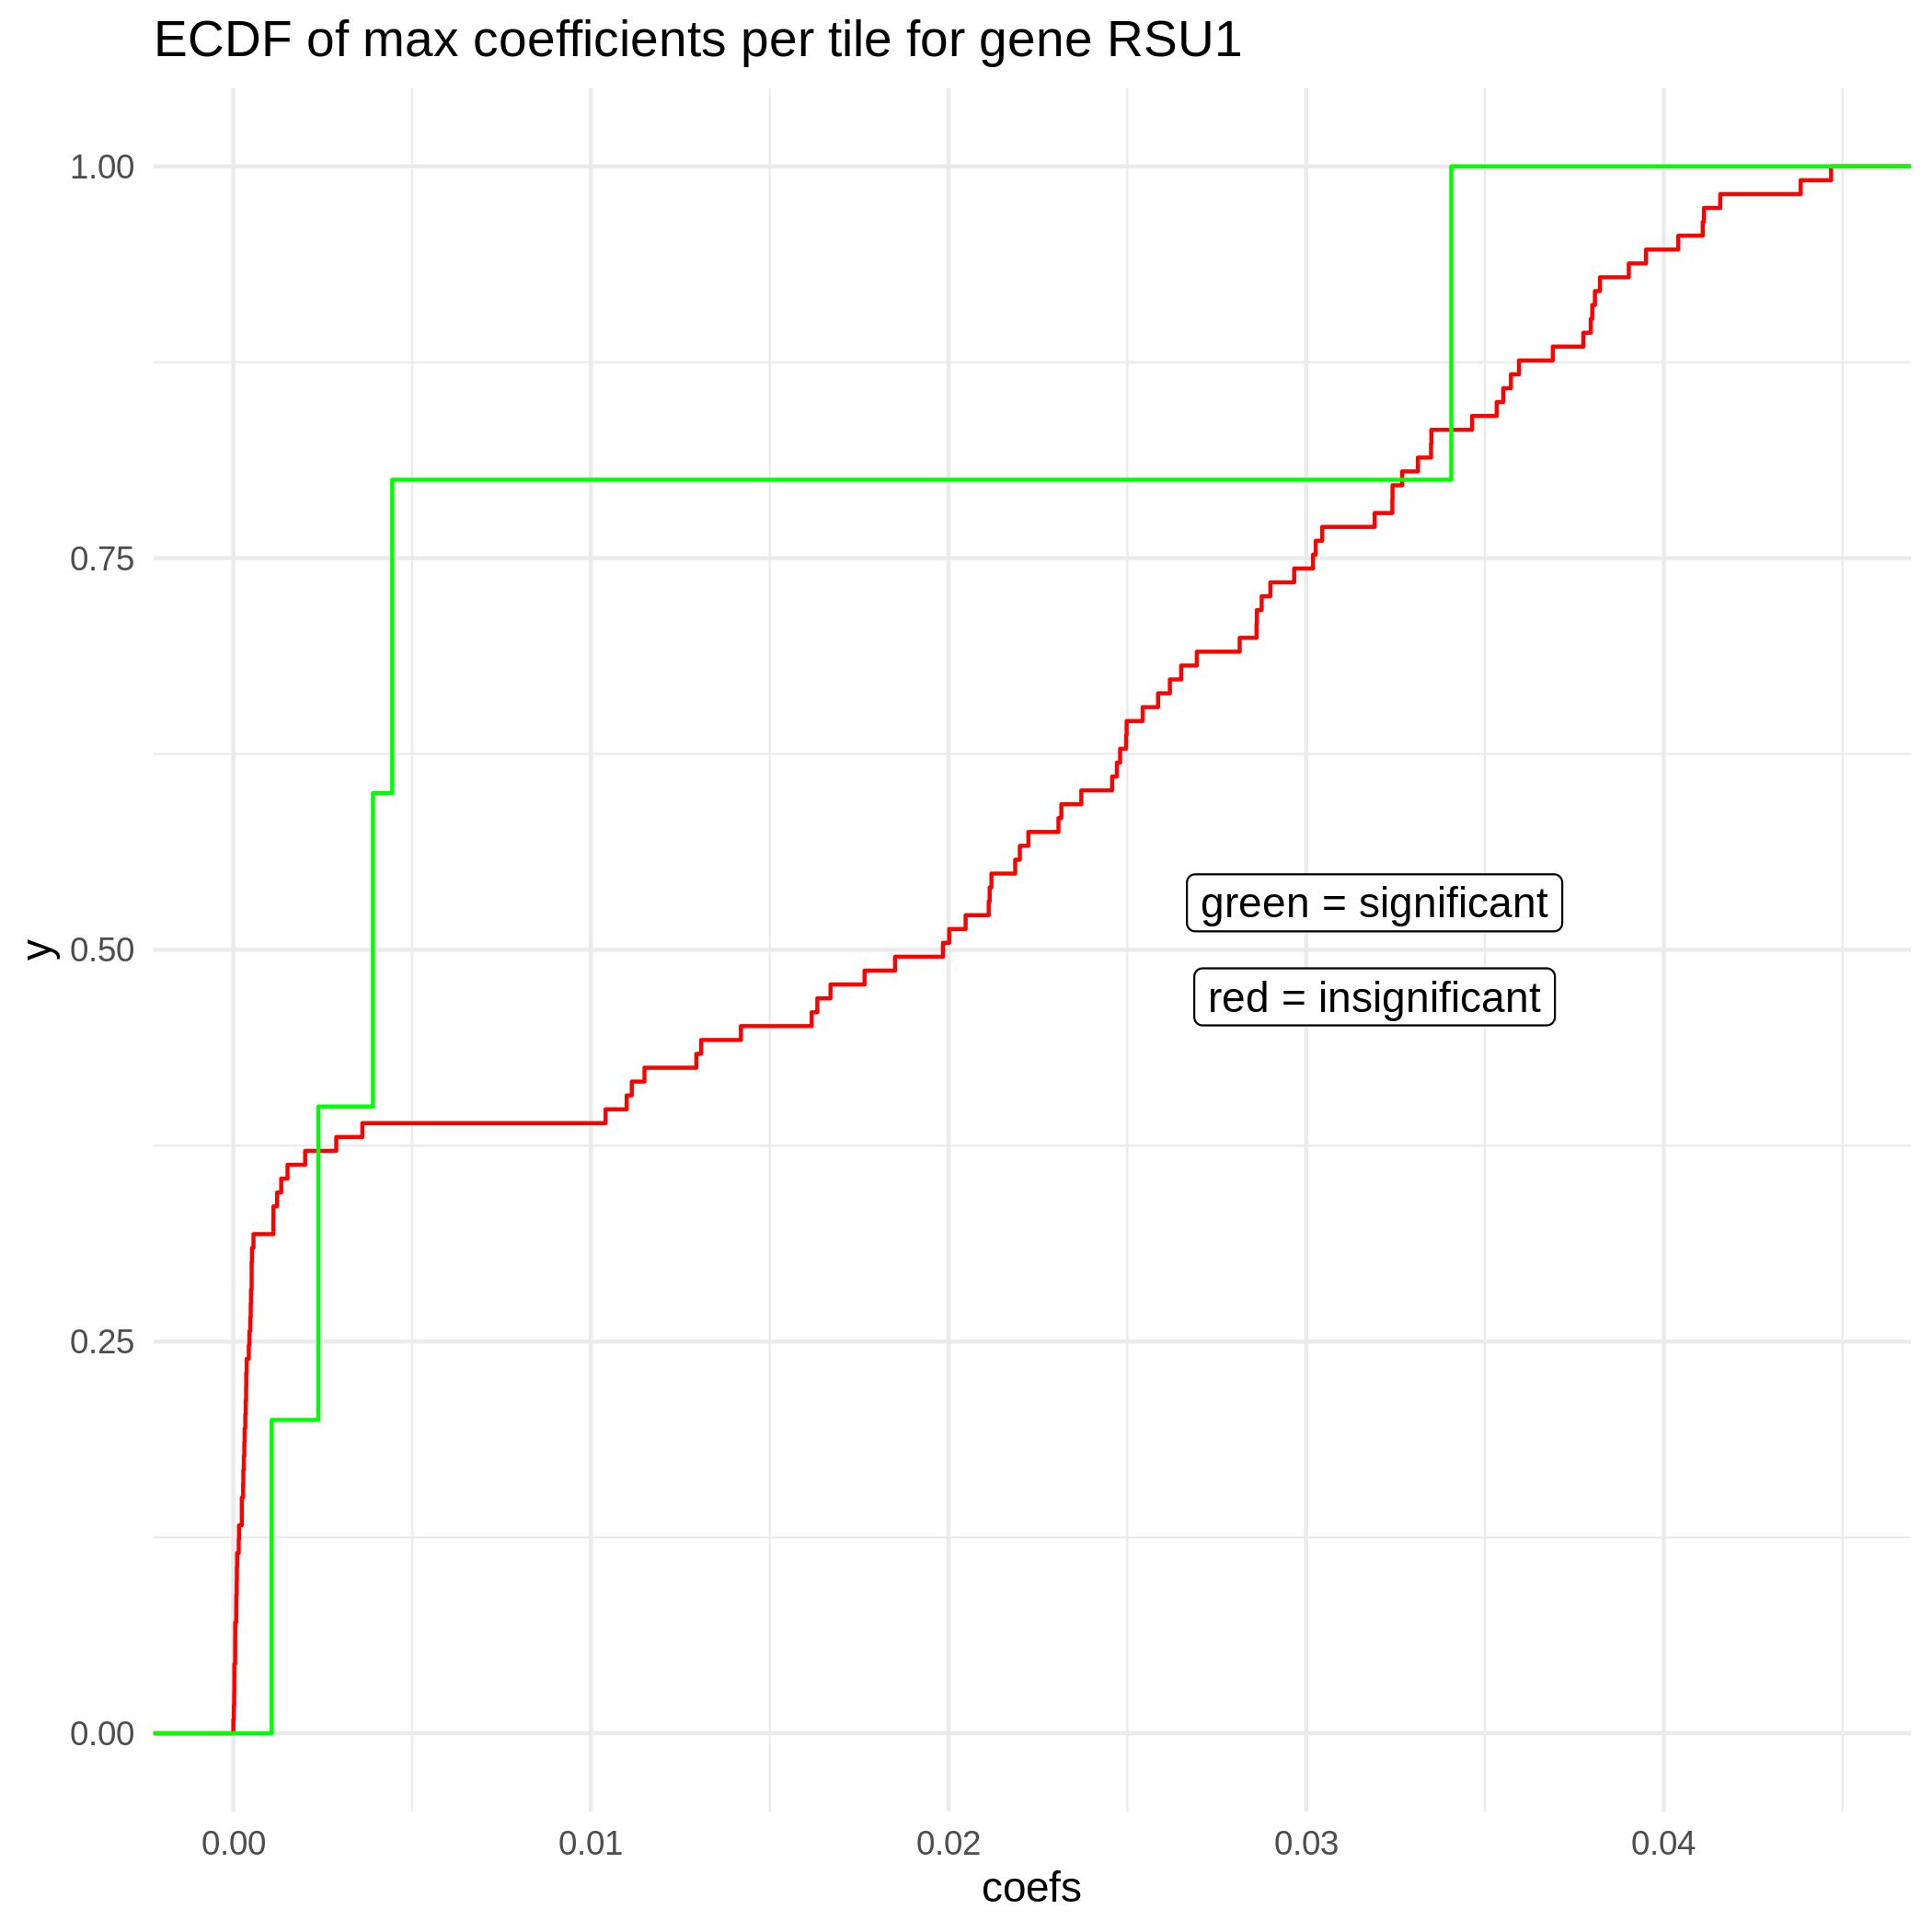 ECDF of max coefficients per tile for gene RSU1
1.00
0.75
0.50
0.25
0.00
y
green = significant
red = insignificant
0.00 0.01 0.02 0.03 0.04
coefs